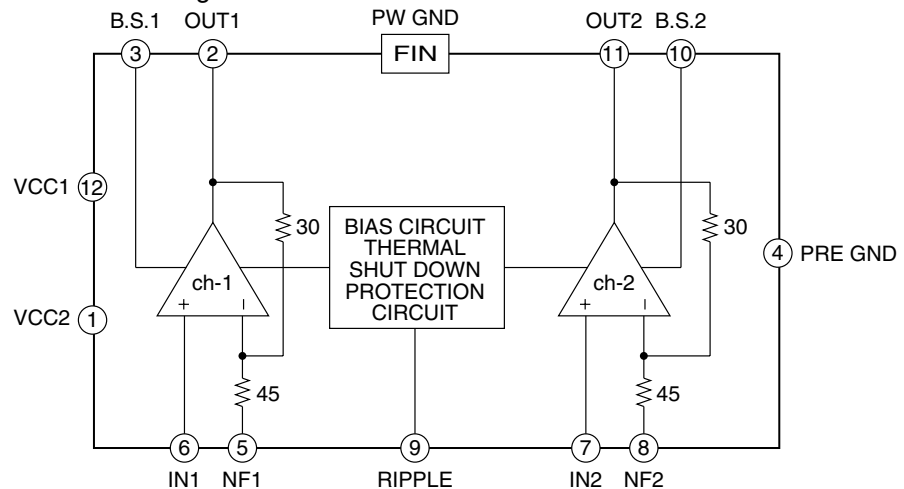 B.S.1 OUT1 PW GND OUT2 B.S.2
3 2 FIN 11 10
VCC1 12
30
BIAS CIRCUIT
THERMAL
SHUT DOWN
PROTECTION
CIRCUIT
30
4 PRE GND
ch-1
ch-2
+ −
+ −
VCC2 1
45
45
6 5 9 7 8
IN1 NF1 RIPPLE IN2 NF2